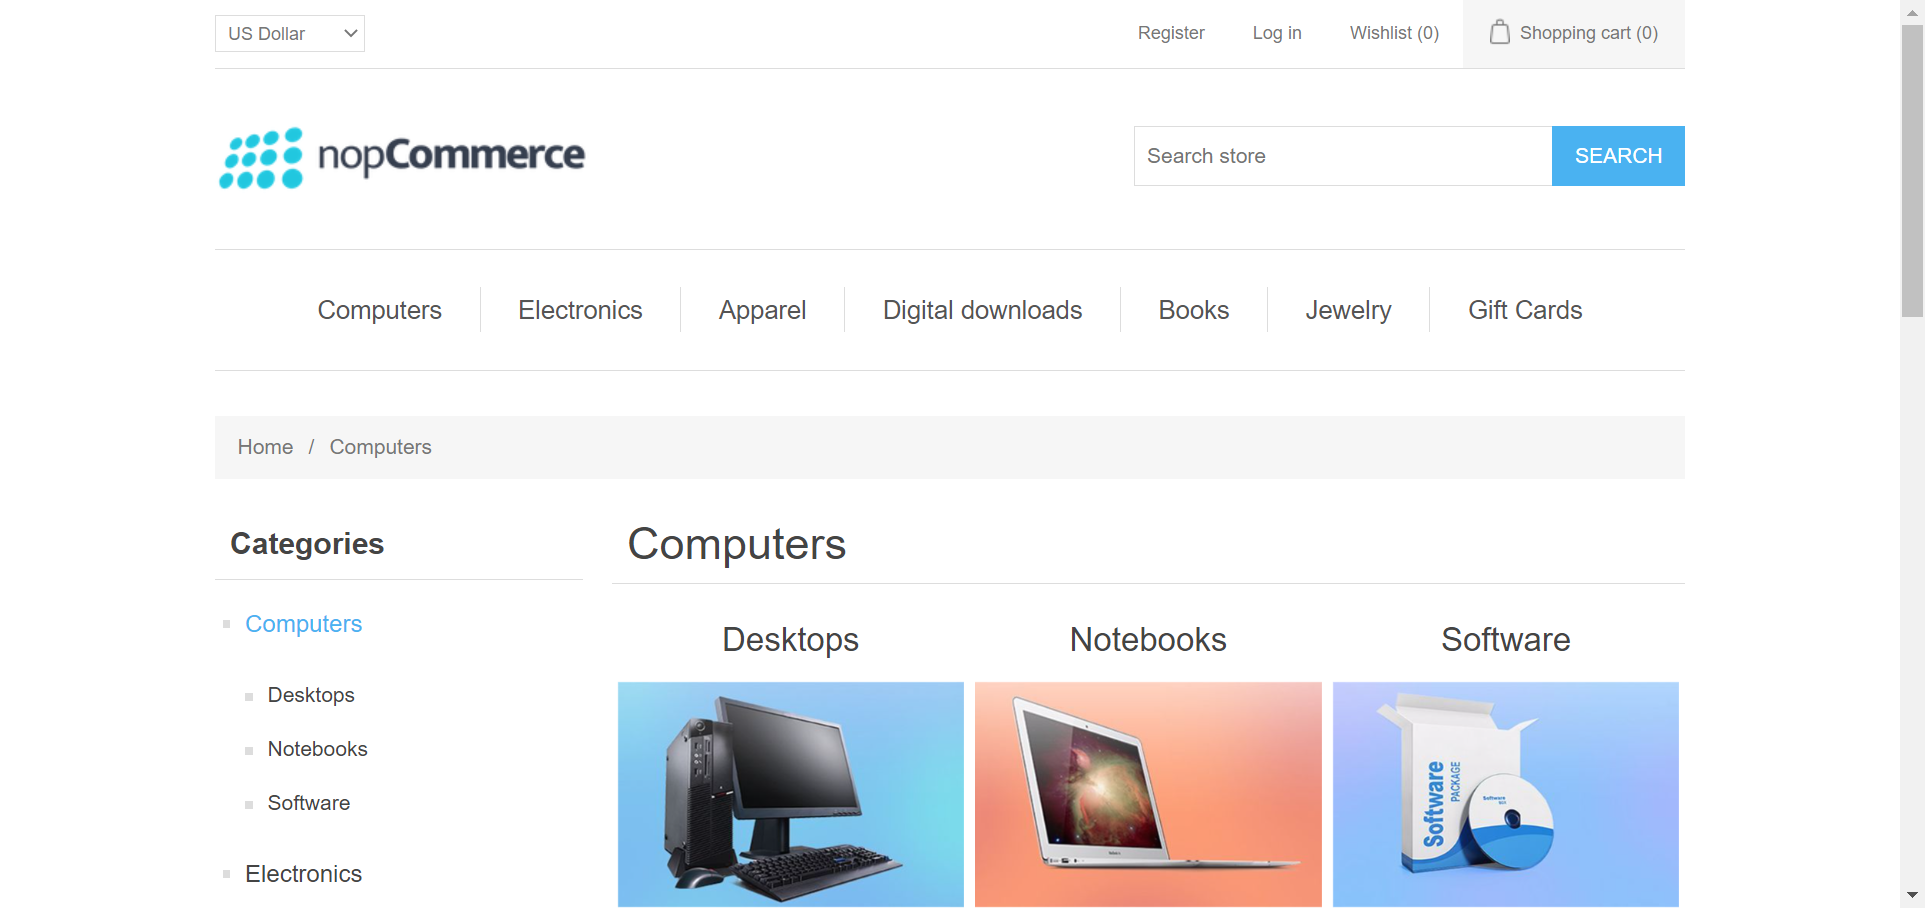 US Dollar
Register
Log in
Wishlist (0)
Shopping cart (0)
nopCommerce
Search store
SEARCH
Computers
Electronics
Apparel
Digital downloads
Books
Jewelry
Gift Cards
Home / Computers
Categories
Computers
Desktops
Notebooks
Software
Electronics
Computers
Desktops
Notebooks
Software
Software
PACKAGE
Software